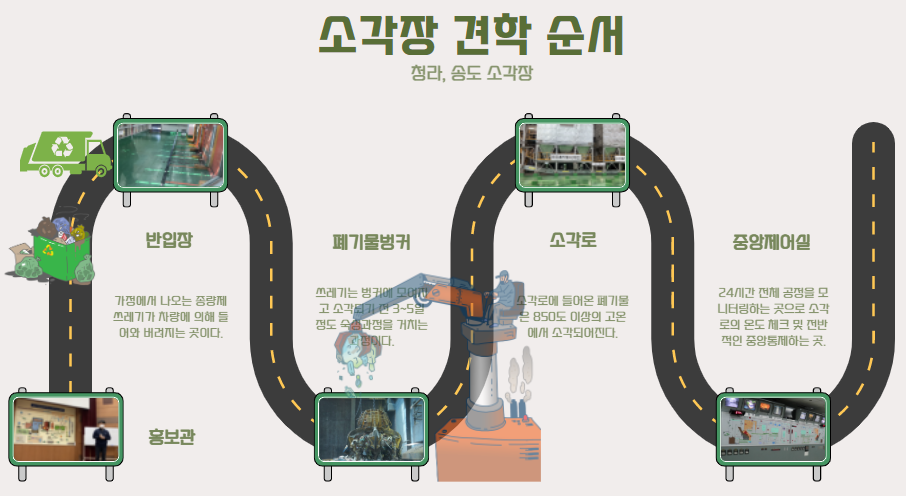 소각장 견학 순서
청라, 송도 소각장
반입장
가정에서 나오는 종량제
쓰레기가 차량에 의해 들
어와 버려지는 곳이다.
홍보관
폐기물벙커
쓰레기는 벙커에 모여지
고 소각되기 전 3~5일
정도 숙성과정을 거치는
과정이다.
소각로
소각로에 들어온 폐기물
은 850도 이상의 고온
에서 소각되어진다.
중앙제어실
24시간 전체 공정을 모
니터링하는 곳으로 소각
로의 온도 체크 및 전반
적인 중앙통제하는 곳.